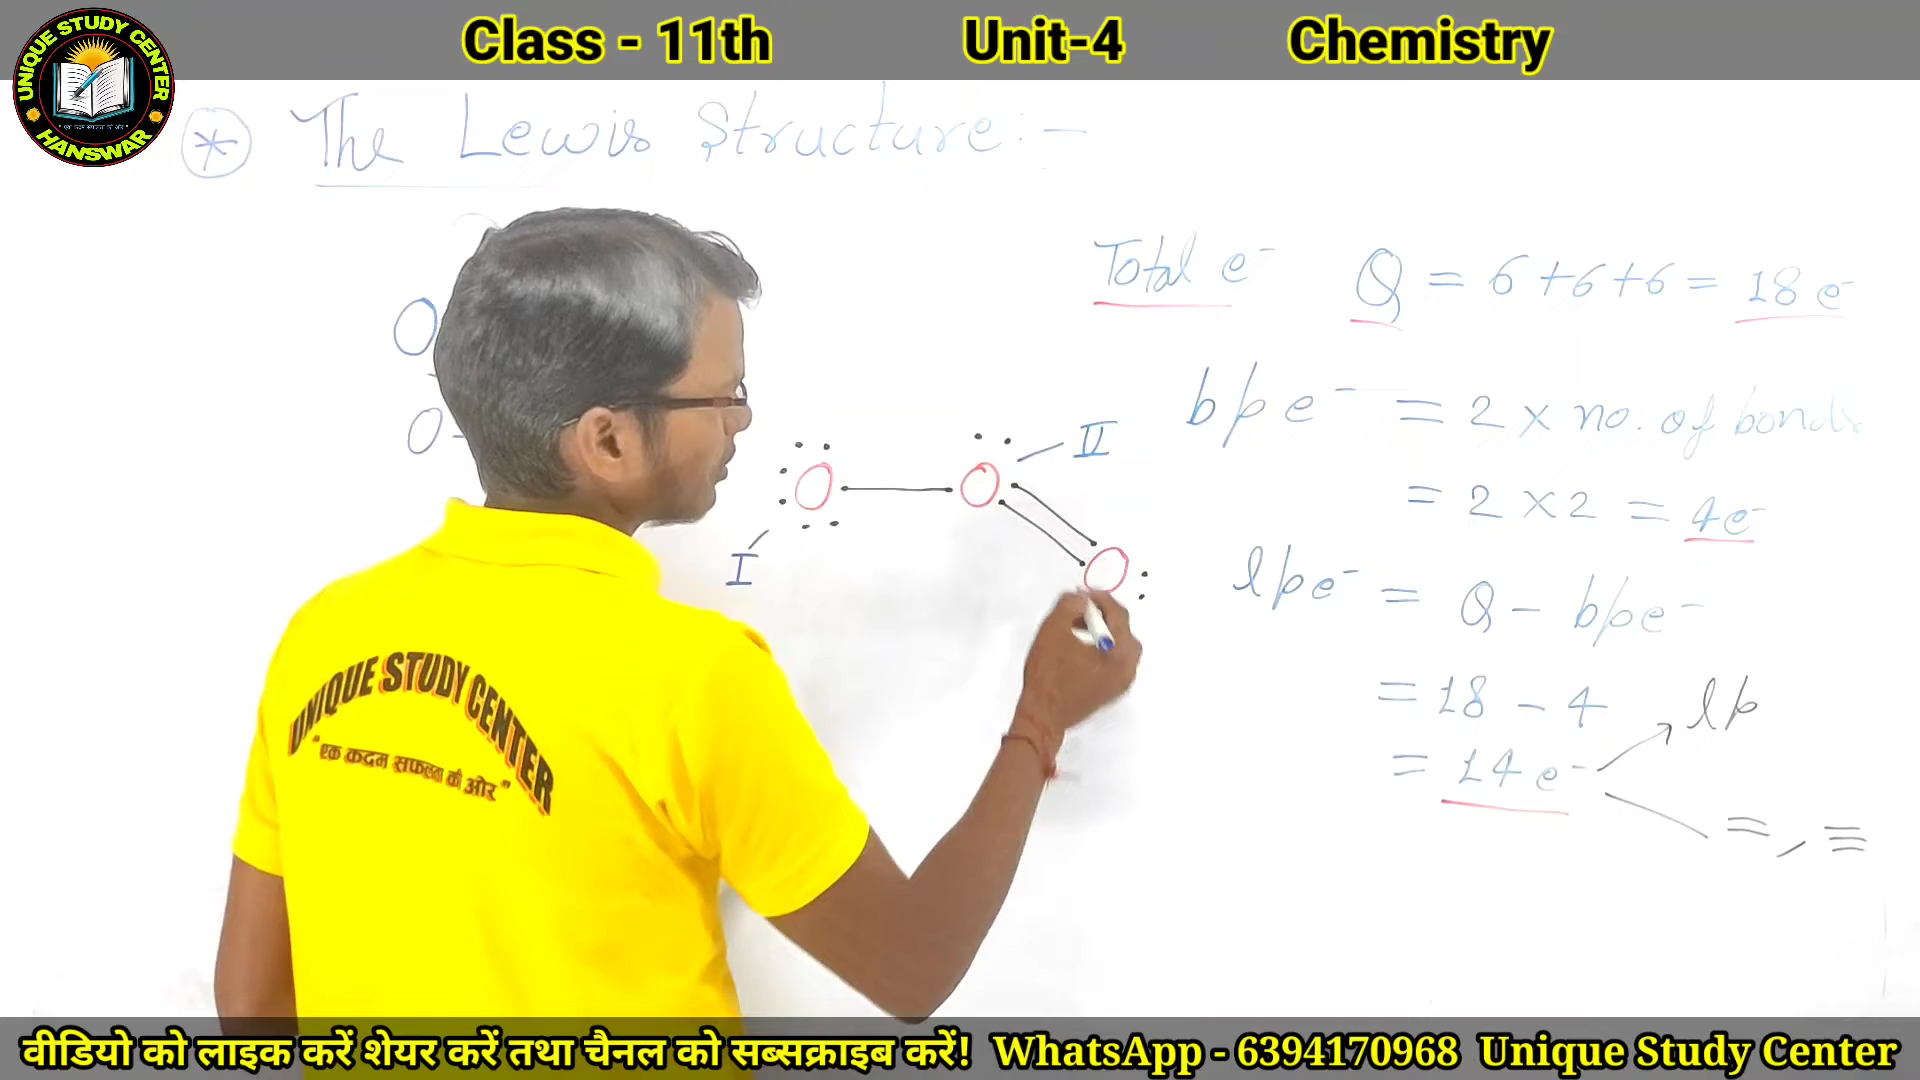 Class - 11th Unit-4 Chemistry
UNIQUE STUDY CENTER
HANSWAR
* The Lewis Structure:-
Total e⁻ Q = 6+6+6 = 18 e⁻
bpe⁻ = 2 × no. of bonds
= 2 × 2 = 4e⁻
lpe⁻ = Q - bpe⁻
= 18 - 4
= 14 e⁻
lp
= , ≡
O
O
O O
II
I
O
UNIQUE STUDY CENTER
"एक कदम सफलता की ओर"
वीडियो को लाइक करें शेयर करें तथा चैनल को सब्सक्राइब करें! WhatsApp - 6394170968 Unique Study Center